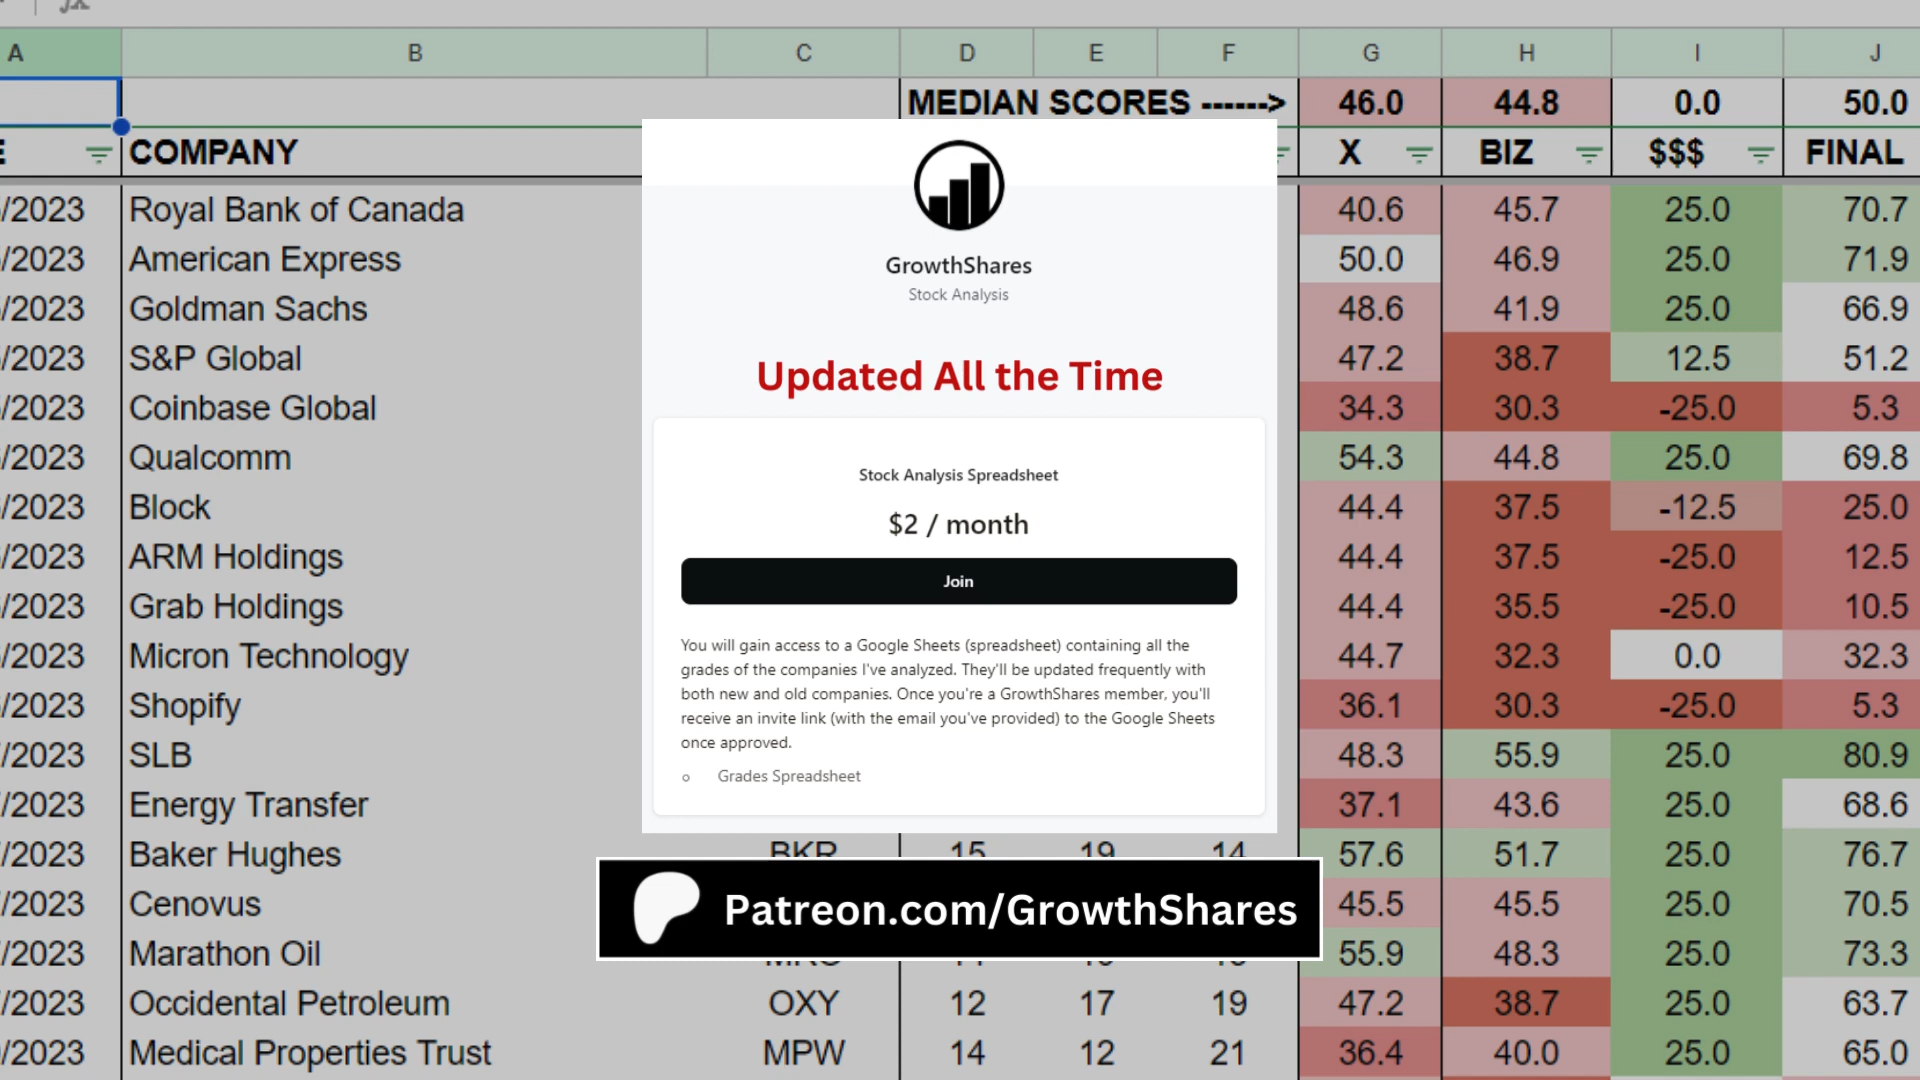 fx
A B C D E F G H I J
MEDIAN SCORES ------> 46.0 44.8 0.0 50.0
E COMPANY X BIZ $$$ FINAL
/2023 Royal Bank of Canada 40.6 45.7 25.0 70.7
/2023 American Express 50.0 46.9 25.0 71.9
/2023 Goldman Sachs 48.6 41.9 25.0 66.9
/2023 S&P Global 47.2 38.7 12.5 51.2
/2023 Coinbase Global 34.3 30.3 -25.0 5.3
/2023 Qualcomm 54.3 44.8 25.0 69.8
/2023 Block 44.4 37.5 -12.5 25.0
/2023 ARM Holdings 44.4 37.5 -25.0 12.5
/2023 Grab Holdings 44.4 35.5 -25.0 10.5
/2023 Micron Technology 44.7 32.3 0.0 32.3
/2023 Shopify 36.1 30.3 -25.0 5.3
/2023 SLB 48.3 55.9 25.0 80.9
/2023 Energy Transfer 37.1 43.6 25.0 68.6
/2023 Baker Hughes BKR 15 19 14 57.6 51.7 25.0 76.7
/2023 Cenovus 45.5 45.5 25.0 70.5
/2023 Marathon Oil 55.9 48.3 25.0 73.3
/2023 Occidental Petroleum OXY 12 17 19 47.2 38.7 25.0 63.7
/2023 Medical Properties Trust MPW 14 12 21 36.4 40.0 25.0 65.0
GrowthShares
Stock Analysis
Updated All the Time
Stock Analysis Spreadsheet
$2 / month
Join
You will gain access to a Google Sheets (spreadsheet) containing all the
grades of the companies I've analyzed. They'll be updated frequently with
both new and old companies. Once you're a GrowthShares member, you'll
receive an invite link (with the email you've provided) to the Google Sheets
once approved.
Grades Spreadsheet
Patreon.com/GrowthShares